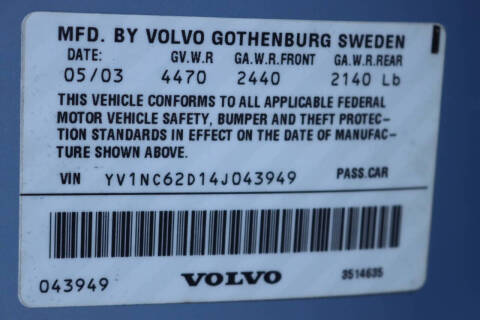 MFD. BY VOLVO GOTHENBURG SWEDEN
DATE: GV.W.R GA.W.R.FRONT GA.W.R.REAR
05/03 4470 2440 2140 Lb
THIS VEHICLE CONFORMS TO ALL APPLICABLE FEDERAL
MOTOR VEHICLE SAFETY, BUMPER AND THEFT PROTEC-
TION STANDARDS IN EFFECT ON THE DATE OF MANUFAC-
TURE SHOWN ABOVE.
VIN YV1NC62D14J043949 PASS.CAR
043949 VOLVO 3514635